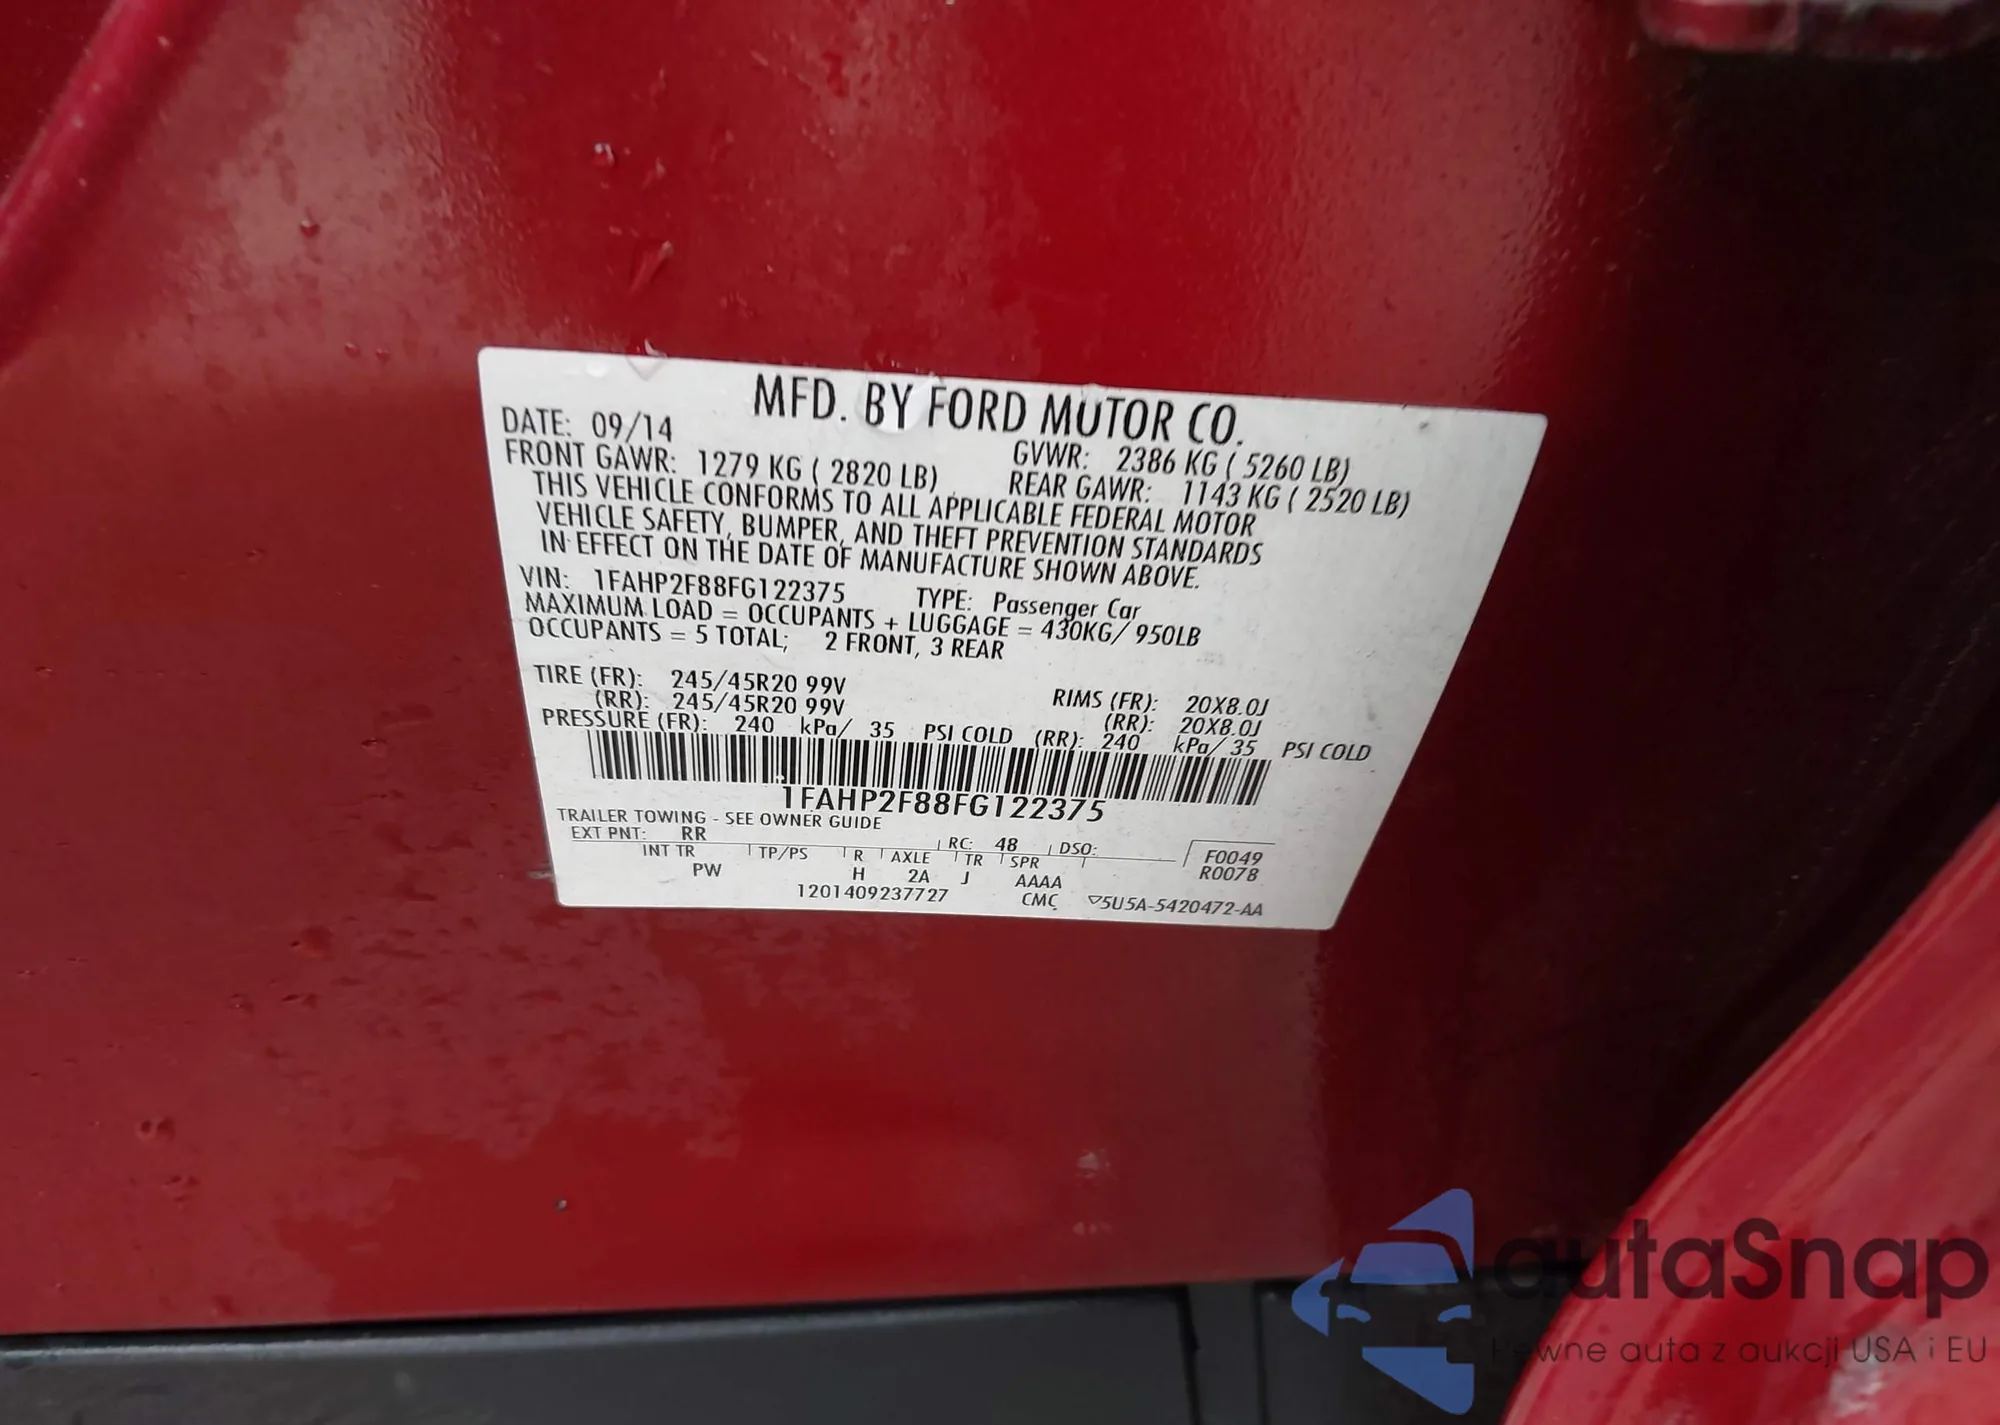 MFD. BY FORD MOTOR CO.
DATE: 09/14
GVWR: 2386 KG ( 5260 LB)
FRONT GAWR: 1279 KG ( 2820 LB)
REAR GAWR: 1143 KG ( 2520 LB)
THIS VEHICLE CONFORMS TO ALL APPLICABLE FEDERAL MOTOR
VEHICLE SAFETY, BUMPER, AND THEFT PREVENTION STANDARDS
IN EFFECT ON THE DATE OF MANUFACTURE SHOWN ABOVE.
VIN: 1FAHP2F88FG122375 TYPE: Passenger Car
MAXIMUM LOAD = OCCUPANTS + LUGGAGE = 430KG/ 950LB
OCCUPANTS = 5 TOTAL; 2 FRONT, 3 REAR
TIRE (FR): 245/45R20 99V RIMS (FR): 20X8.0J
(RR): 245/45R20 99V (RR): 20X8.0J
PRESSURE (FR): 240 kPa/ 35 PSI COLD (RR): 240 kPa/ 35 PSI COLD
1FAHP2F88FG122375
TRAILER TOWING - SEE OWNER GUIDE
EXT PNT: RR RC: 48 DSO:
INT TR TP/PS R AXLE TR SPR F0049
PW H 2A J AAAA R0078
1201409237727 CMC ▽5U5A-5420472-AA
autaSnap
Pewne auta z aukcji USA i EU